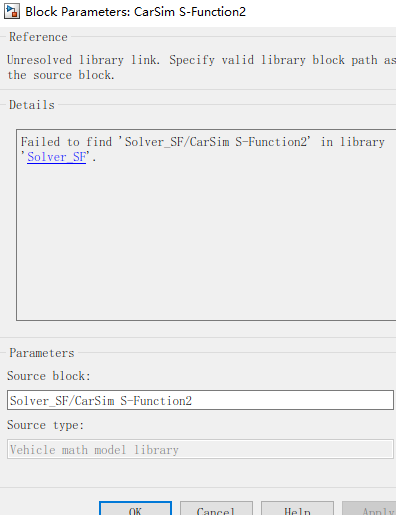 Block Parameters: CarSim S-Function2
Reference
Unresolved library link. Specify valid library block path as
the source block.
Details
Failed to find 'Solver_SF/CarSim S-Function2' in library
'Solver_SF'.
Parameters
Source block:
Solver_SF/CarSim S-Function2
Source type:
Vehicle math model library
OK Cancel Help Apply